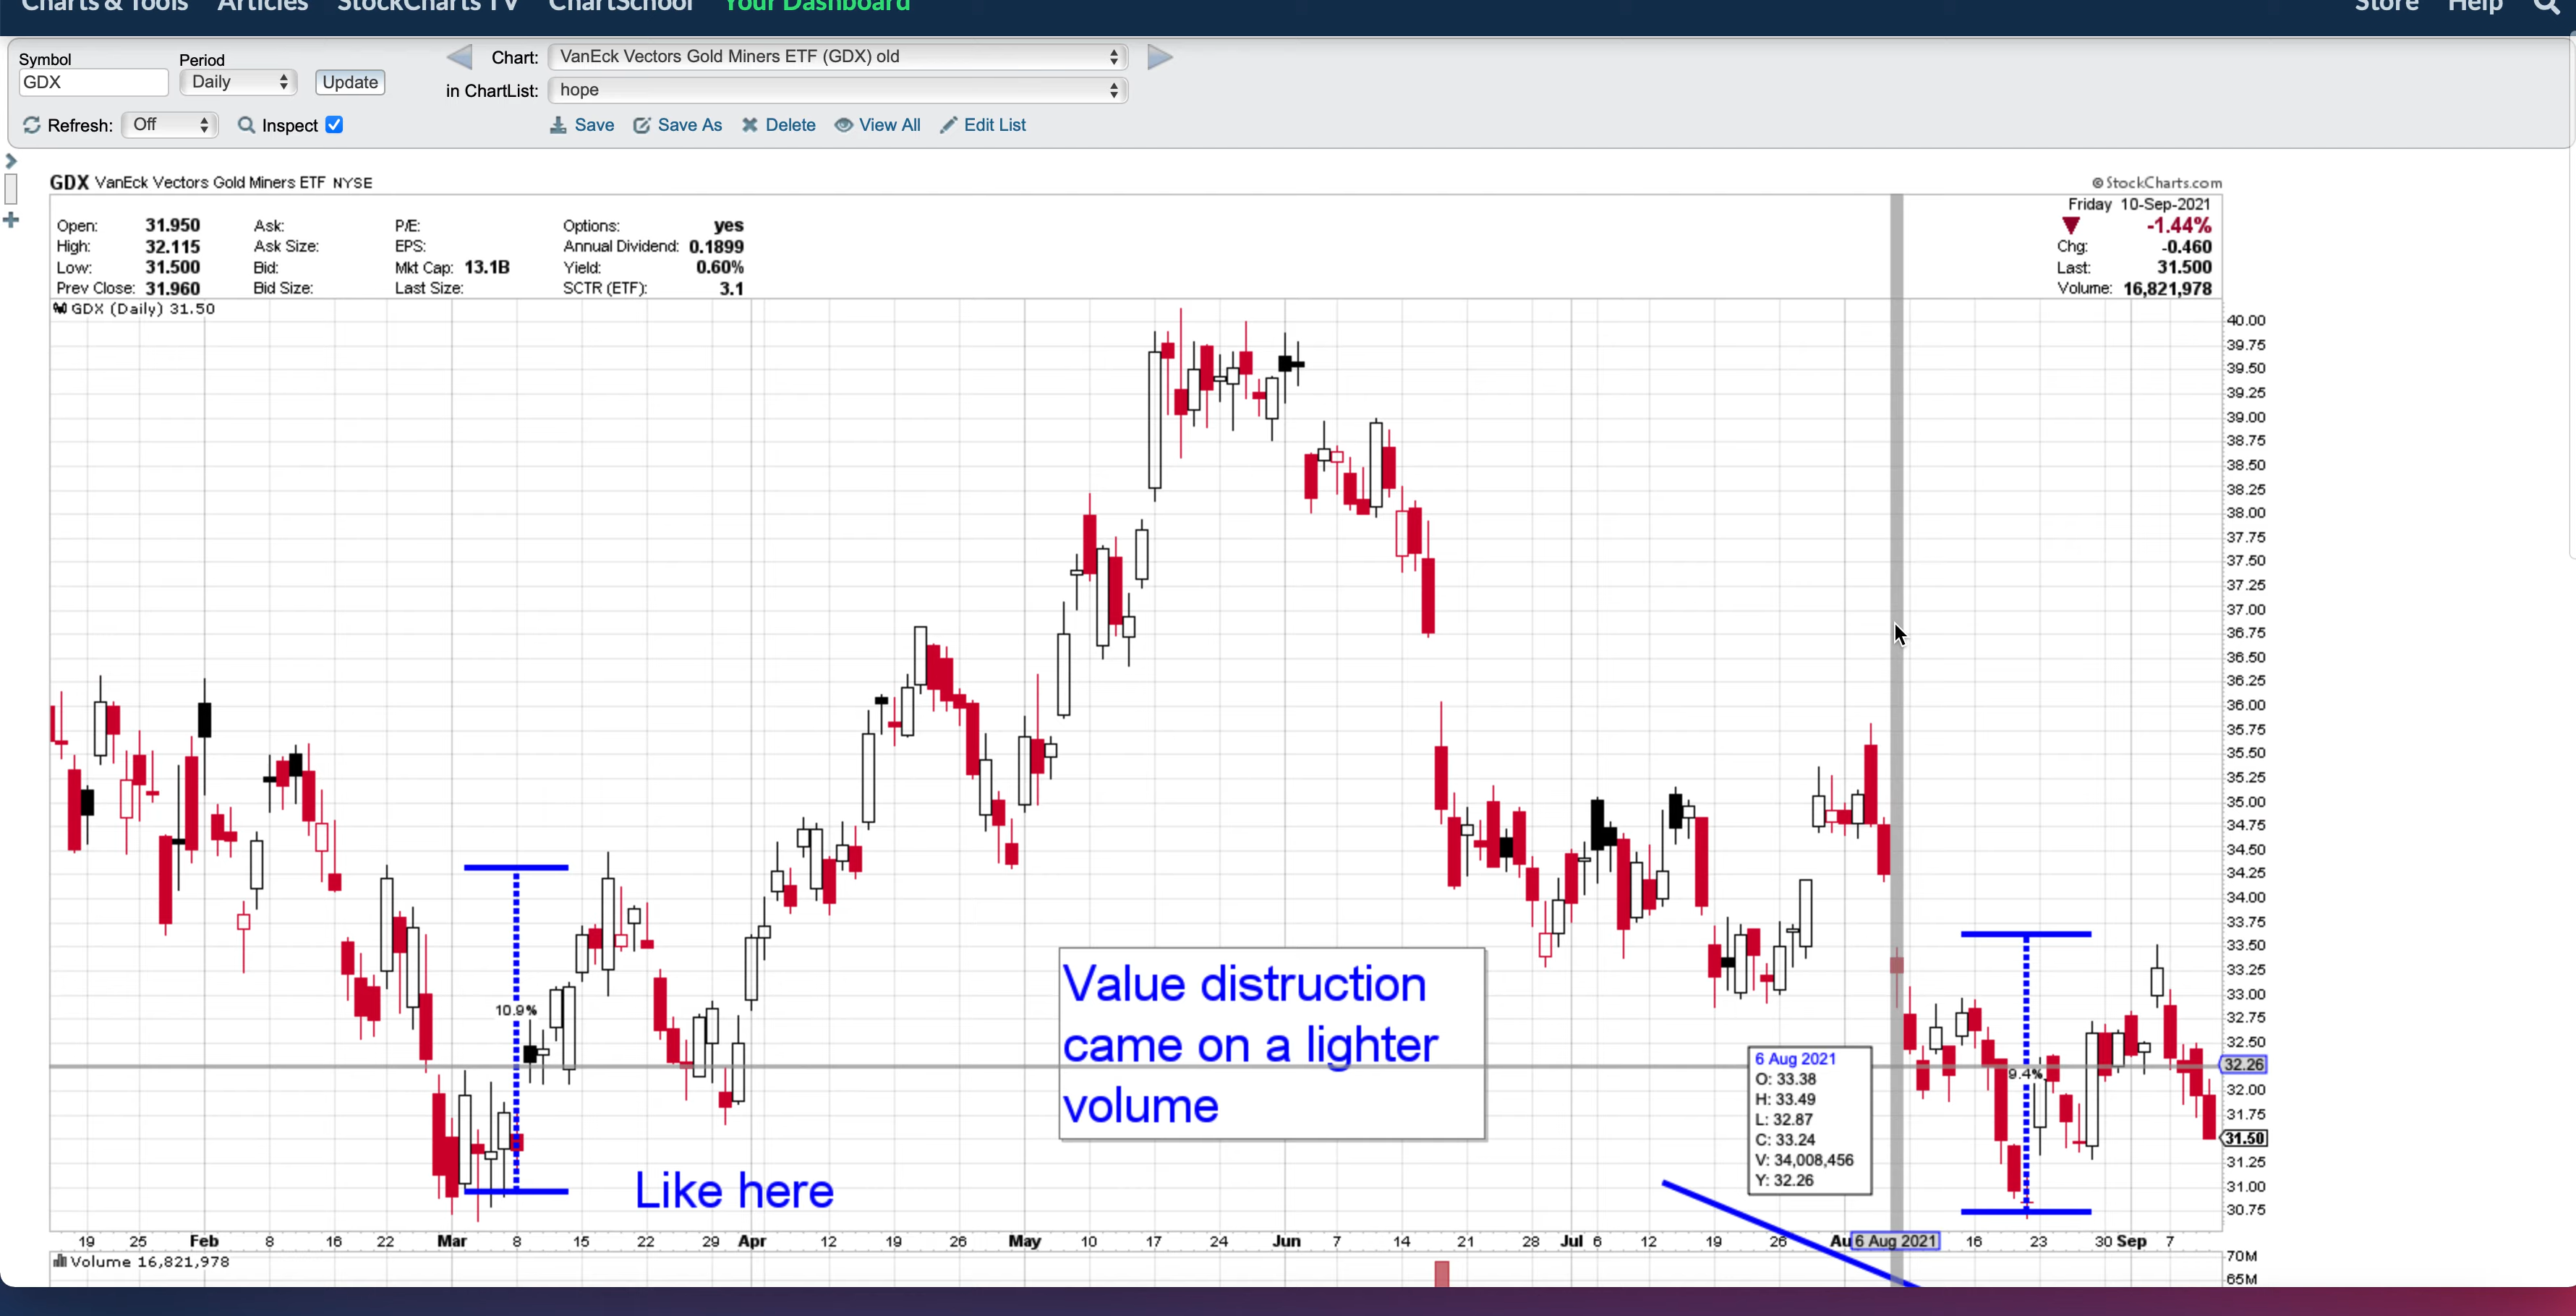 Charts & Tools Articles StockCharts TV ChartSchool Your Dashboard Store Help
Symbol Period Chart: VanEck Vectors Gold Miners ETF (GDX) old
GDX Daily Update in ChartList: hope
Refresh: Off Inspect Save Save As Delete View All Edit List
GDX VanEck Vectors Gold Miners ETF NYSE © StockCharts.com
Friday 10-Sep-2021
Open: 31.950 Ask: P/E: Options: yes -1.44%
High: 32.115 Ask Size: EPS: Annual Dividend: 0.1899 Chg: -0.460
Low: 31.500 Bid: Mkt Cap: 13.1B Yield: 0.60% Last: 31.500
Prev Close: 31.960 Bid Size: Last Size: SCTR (ETF): 3.1 Volume: 16,821,978
GDX (Daily) 31.50
40.00
39.75
39.50
39.25
39.00
38.75
38.50
38.25
38.00
37.75
37.50
37.25
37.00
36.75
36.50
36.25
36.00
35.75
35.50
35.25
35.00
34.75
34.50
34.25
34.00
33.75
33.50
33.25
33.00
32.75
32.50
32.26
32.00
31.75
31.50
31.25
31.00
30.75
10.9%
Value distruction
came on a lighter
volume
Like here
9.4%
6 Aug 2021
O: 33.38
H: 33.49
L: 32.87
C: 33.24
V: 34,008,456
Y: 32.26
19 25 Feb 8 16 22 Mar 8 15 22 29 Apr 12 19 26 May 10 17 24 Jun 7 14 21 28 Jul 6 12 19 26 Au 6 Aug 2021 16 23 30 Sep 7
Volume 16,821,978
70M
65M